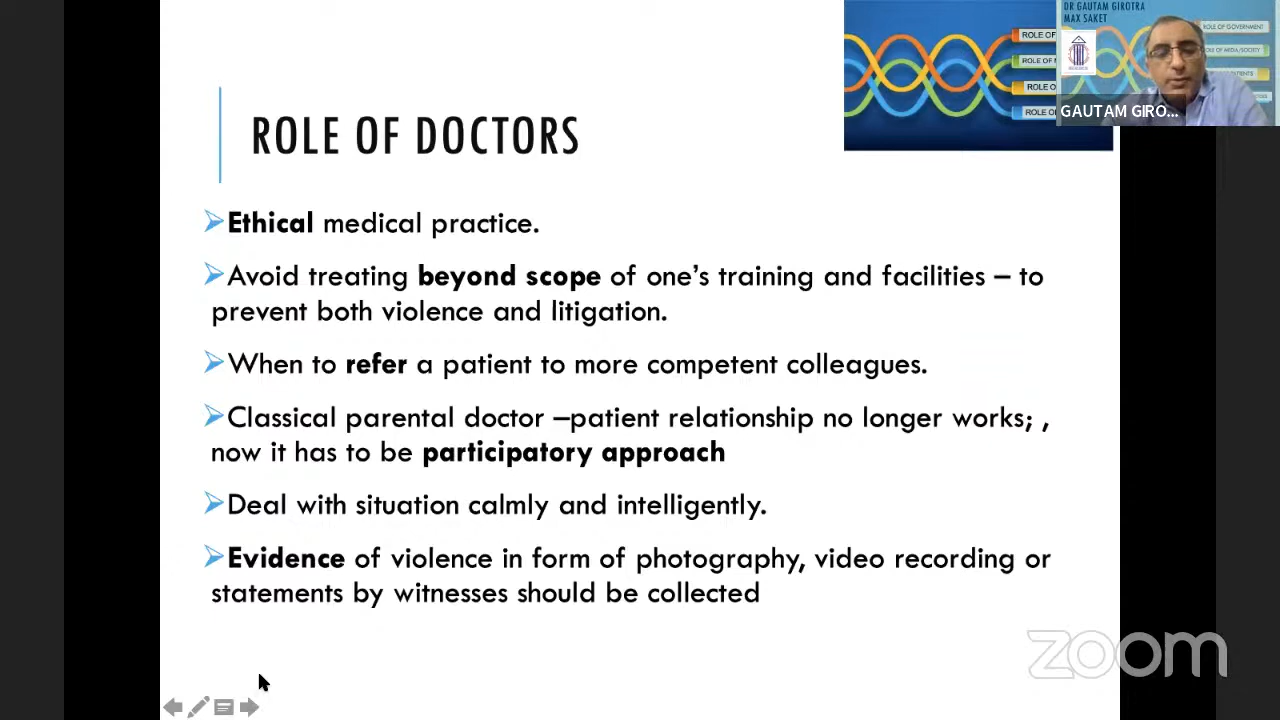 DR GAUTAM GIROTRA
MAX SAKET
ROLE OF
ROLE OF
ROLE O
ROLE OF
ROLE OF GOVERNMENT
GAUTAM GIRO...
ROLE OF DOCTORS
Ethical medical practice.
Avoid treating beyond scope of one's training and facilities – to
prevent both violence and litigation.
When to refer a patient to more competent colleagues.
Classical parental doctor –patient relationship no longer works; ,
now it has to be participatory approach
Deal with situation calmly and intelligently.
Evidence of violence in form of photography, video recording or
statements by witnesses should be collected
zoom